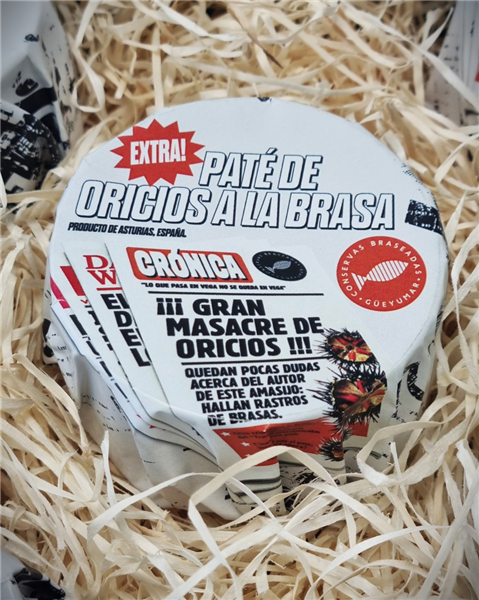 EXTRA!
PATÉ DE
ORICIOS A LA BRASA
PRODUCTO DE ASTURIAS, ESPAÑA.
CONSERVAS BRASEADAS
GÜEYUMAR
CRÓNICA
"LO QUE PASA EN VEGA NO SE QUEDA EN VEGA"
D
W
EL
DEL
¡¡¡ GRAN
MASACRE DE
ORICIOS !!!
QUEDAN POCAS DUDAS
ACERCA DEL AUTOR
DE ESTE AMASIJO:
HALLAN RASTROS
DE BRASAS.